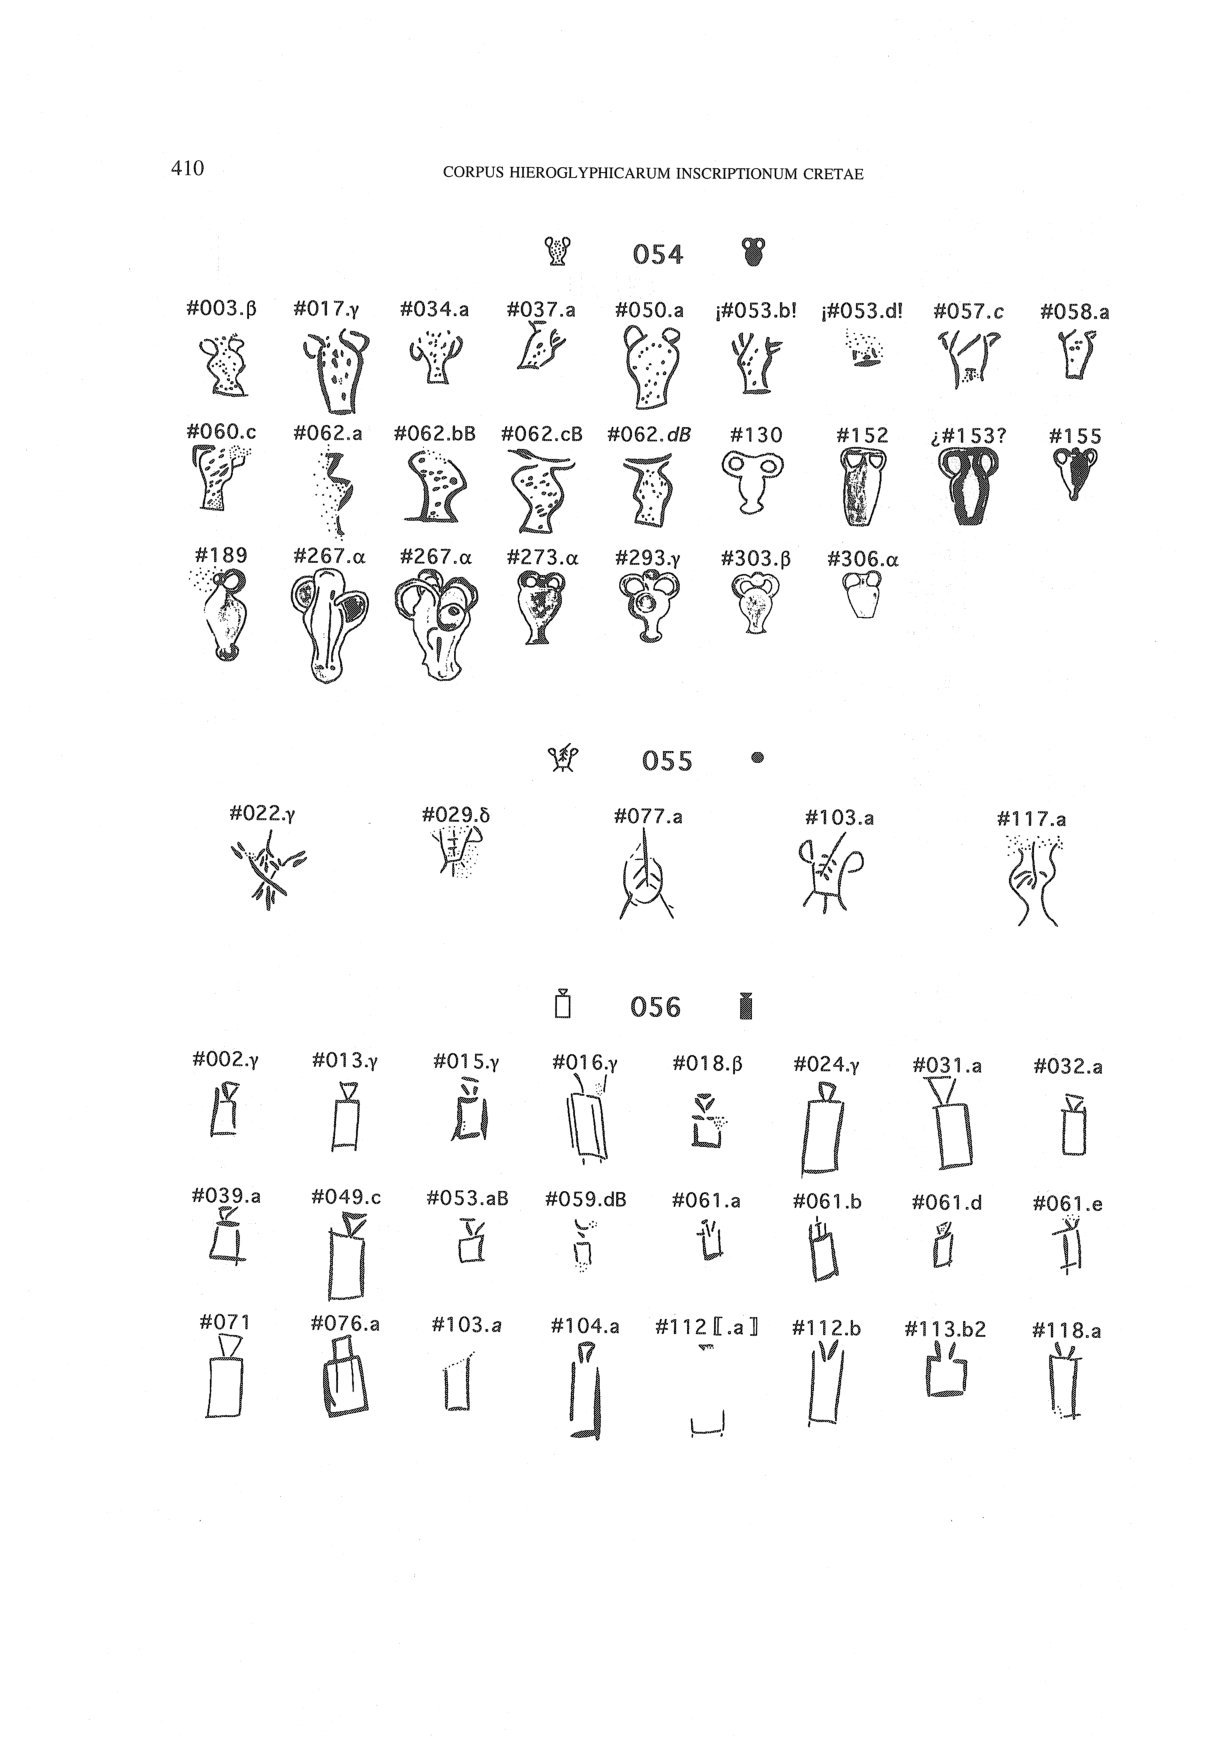 410 CORPUS HIEROGLYPHICARUM INSCRIPTIONUM CRETAE
054
#003.β #017.γ #034.a #037.a #050.a ¡#053.b! ¡#053.d! #057.c #058.a
#060.c #062.a #062.bB #062.cB #062.dB #130 #152 ¿#153? #155
#189 #267.α #267.α #273.α #293.γ #303.β #306.α
055
#022.γ #029.δ #077.a #103.a #117.a
056
#002.γ #013.γ #015.γ #016.γ #018.β #024.γ #031.a #032.a
#039.a #049.c #053.aB #059.dB #061.a #061.b #061.d #061.e
#071 #076.a #103.a #104.a #112⟦.a⟧ #112.b #113.b2 #118.a